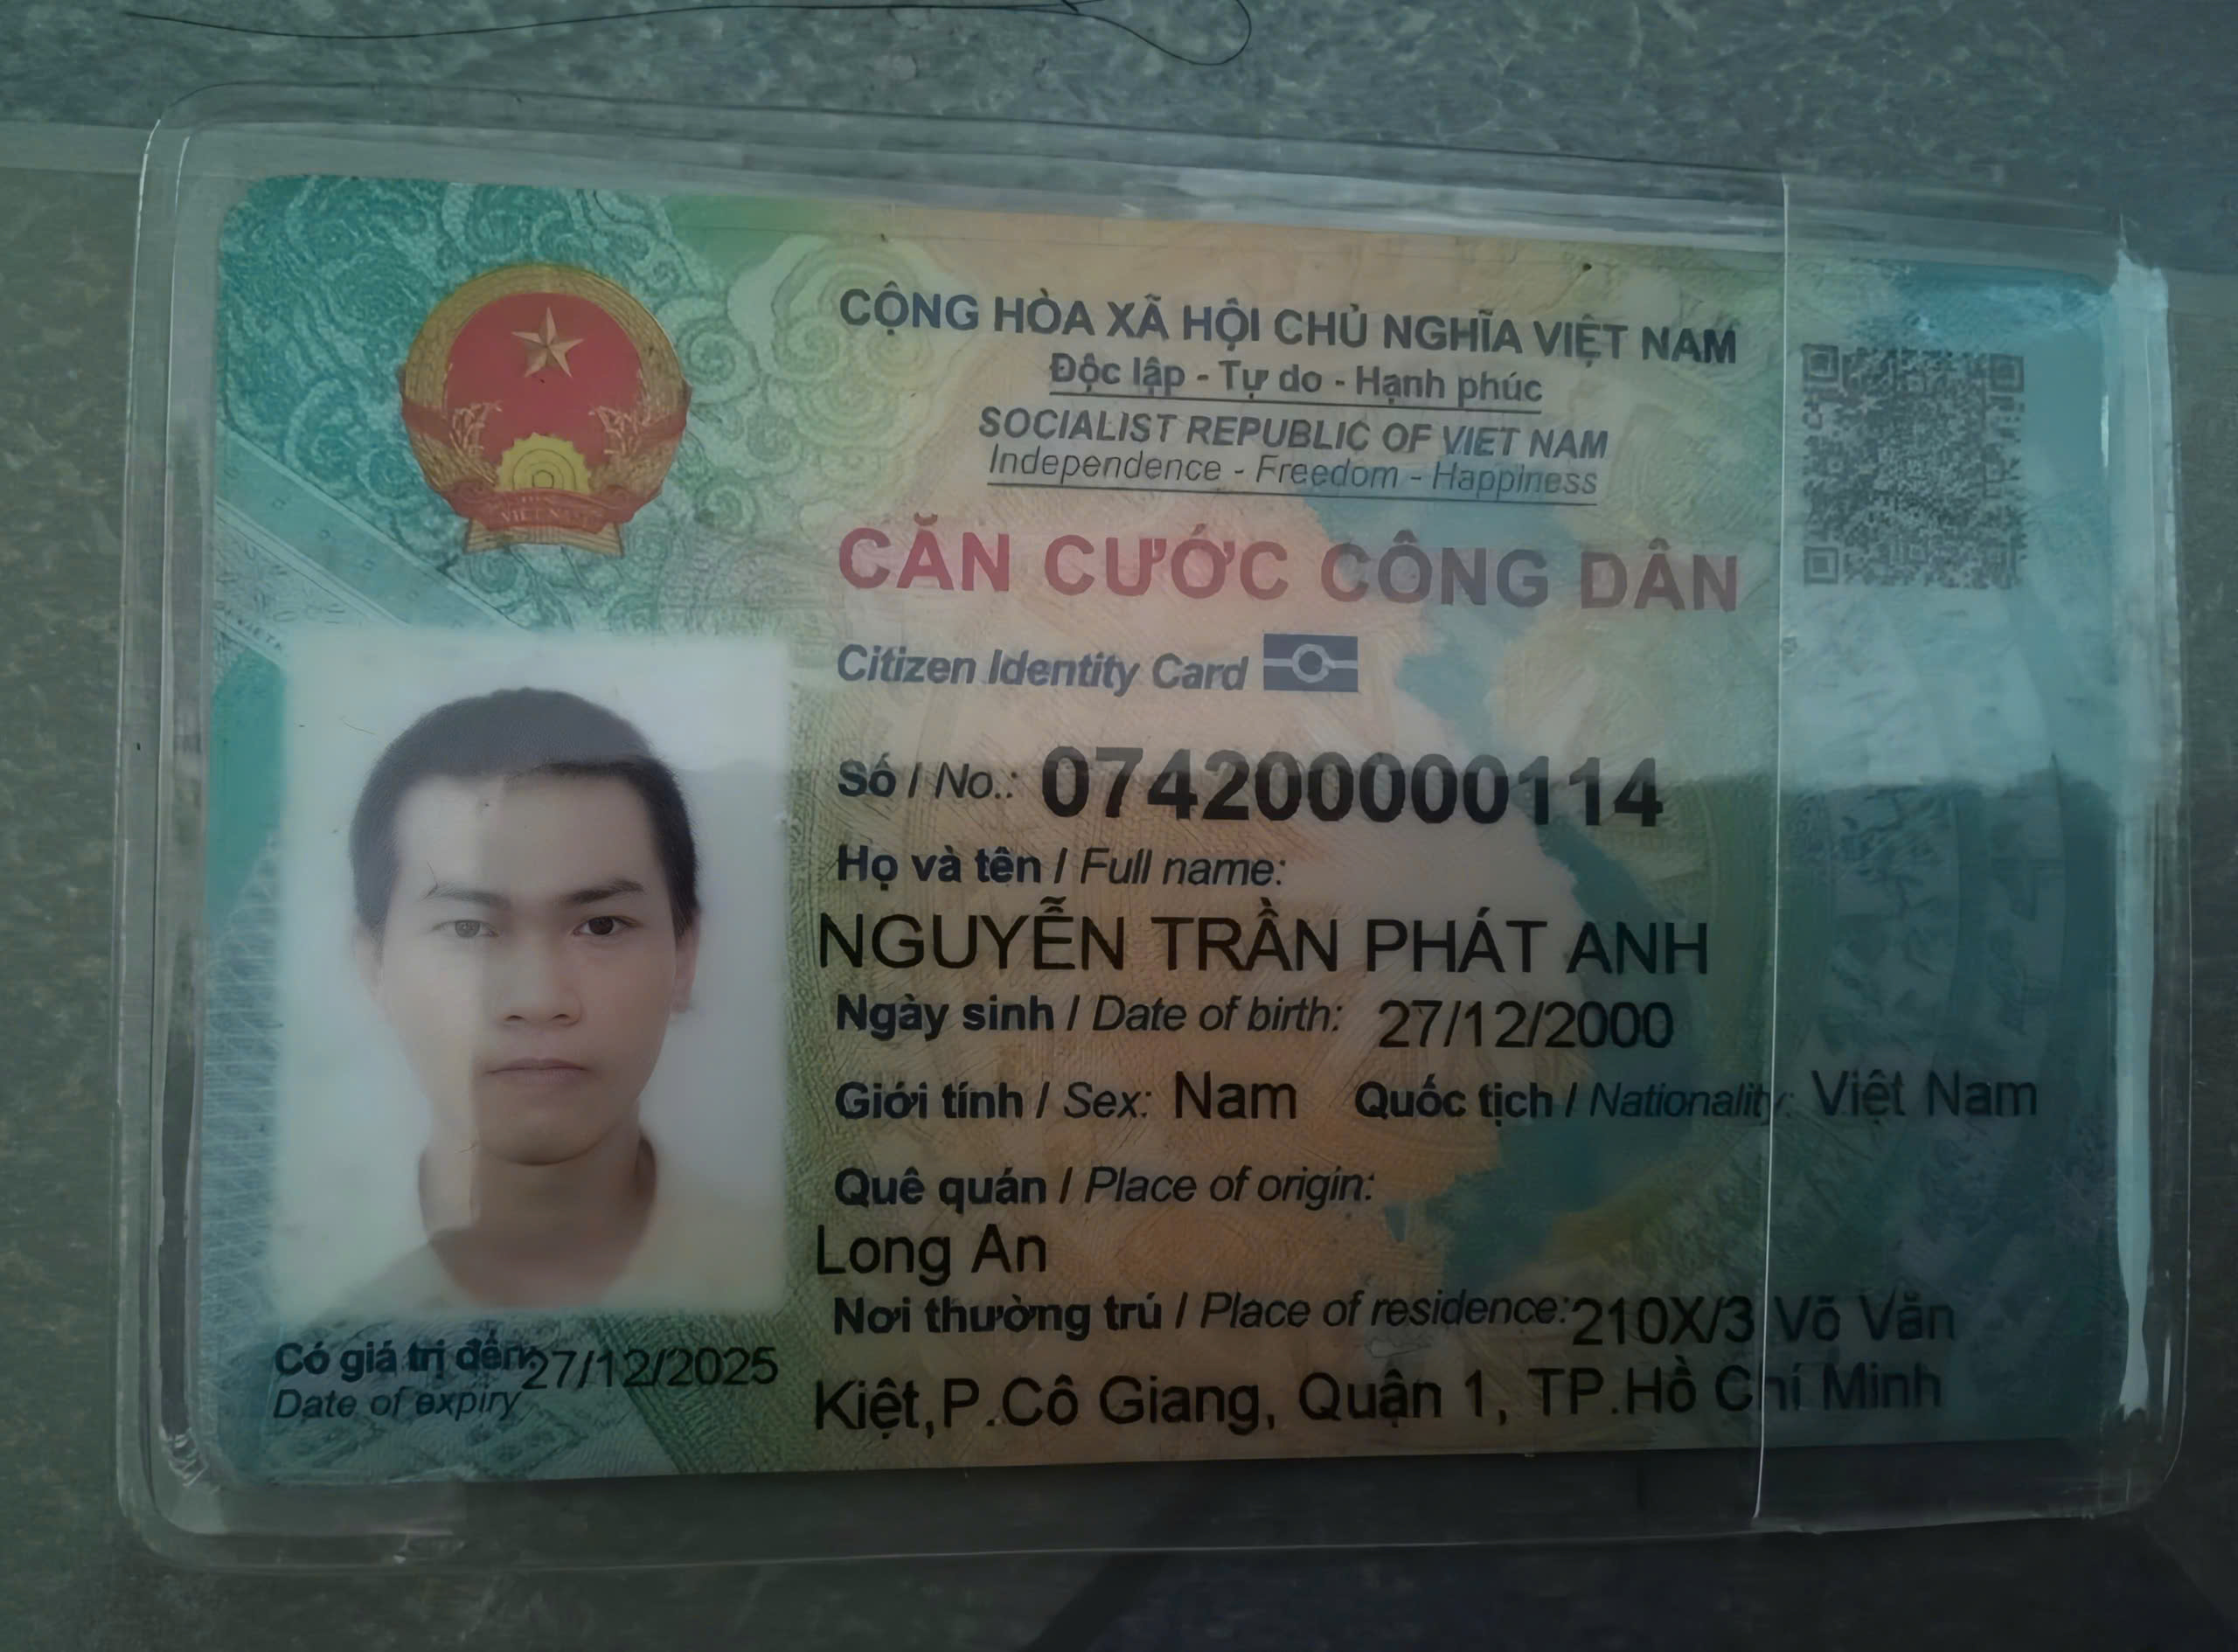 CỘNG HÒA XÃ HỘI CHỦ NGHĨA VIỆT NAM
Độc lập - Tự do - Hạnh phúc
SOCIALIST REPUBLIC OF VIET NAM
Independence - Freedom - Happiness
VIỆT NAM
CĂN CƯỚC CÔNG DÂN
Citizen Identity Card
Số / No.: 074200000114
Họ và tên / Full name:
NGUYỄN TRẦN PHÁT ANH
Ngày sinh / Date of birth: 27/12/2000
Giới tính / Sex: Nam Quốc tịch / Nationality: Việt Nam
Quê quán / Place of origin:
Long An
Nơi thường trú / Place of residence: 210X/3 Võ Văn
Kiệt,P.Cô Giang, Quận 1, TP.Hồ Chí Minh
Có giá trị đến: 27/12/2025
Date of expiry